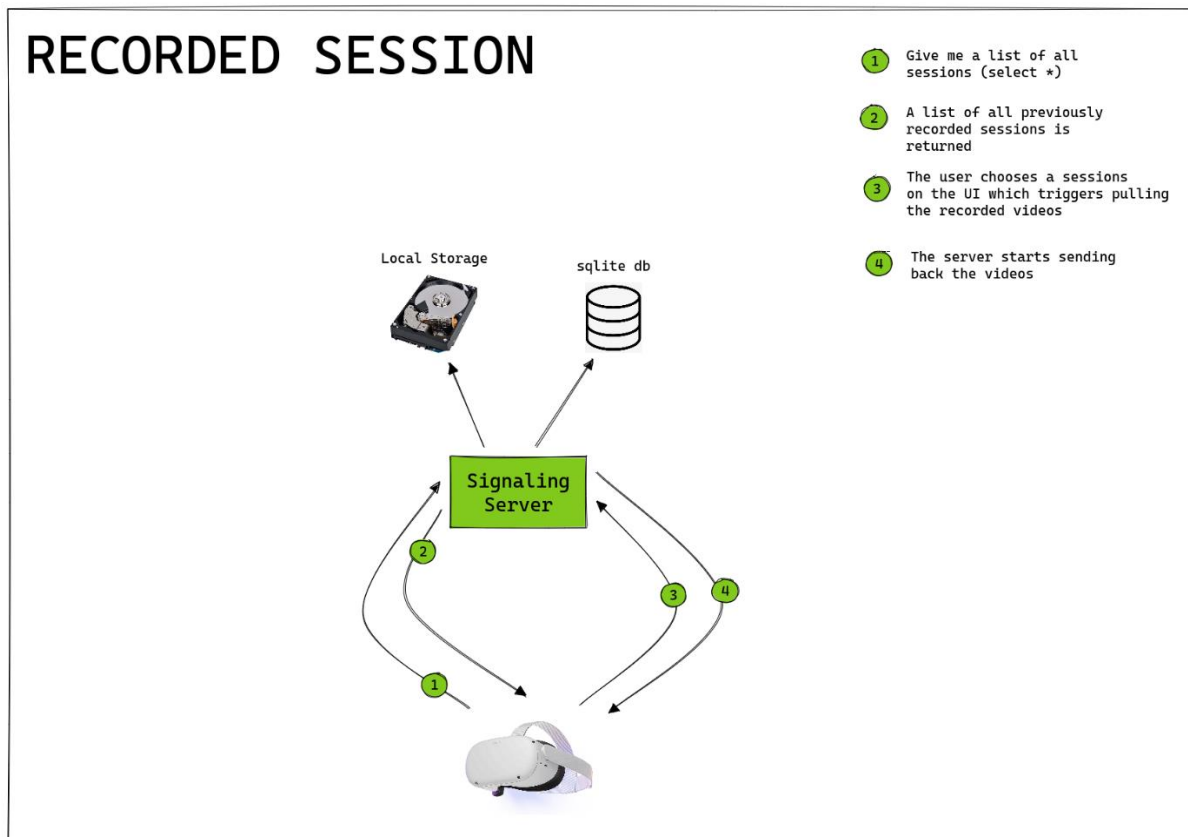 RECORDED SESSION
1
Give me a list of all
sessions (select *)
2
A list of all previously
recorded sessions is
returned
3
The user chooses a sessions
on the UI which triggers pulling
the recorded videos
4
The server starts sending
back the videos
Local Storage
sqlite db
Signaling
Server
2
3
4
1